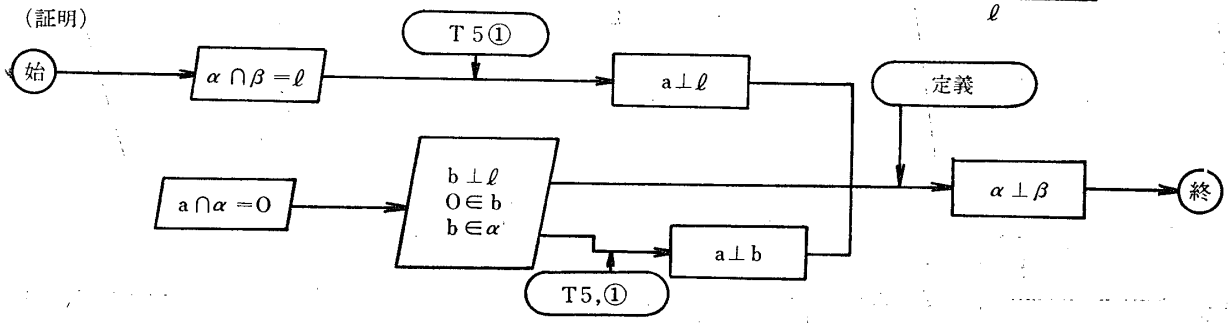 (証明)
ℓ
T 5①
始
α ∩ β = ℓ
a ⊥ ℓ
定義
b ⊥ ℓ
O ∈ b
b ∈ α
a ∩ α = O
α ⊥ β
終
a ⊥ b
T5,①